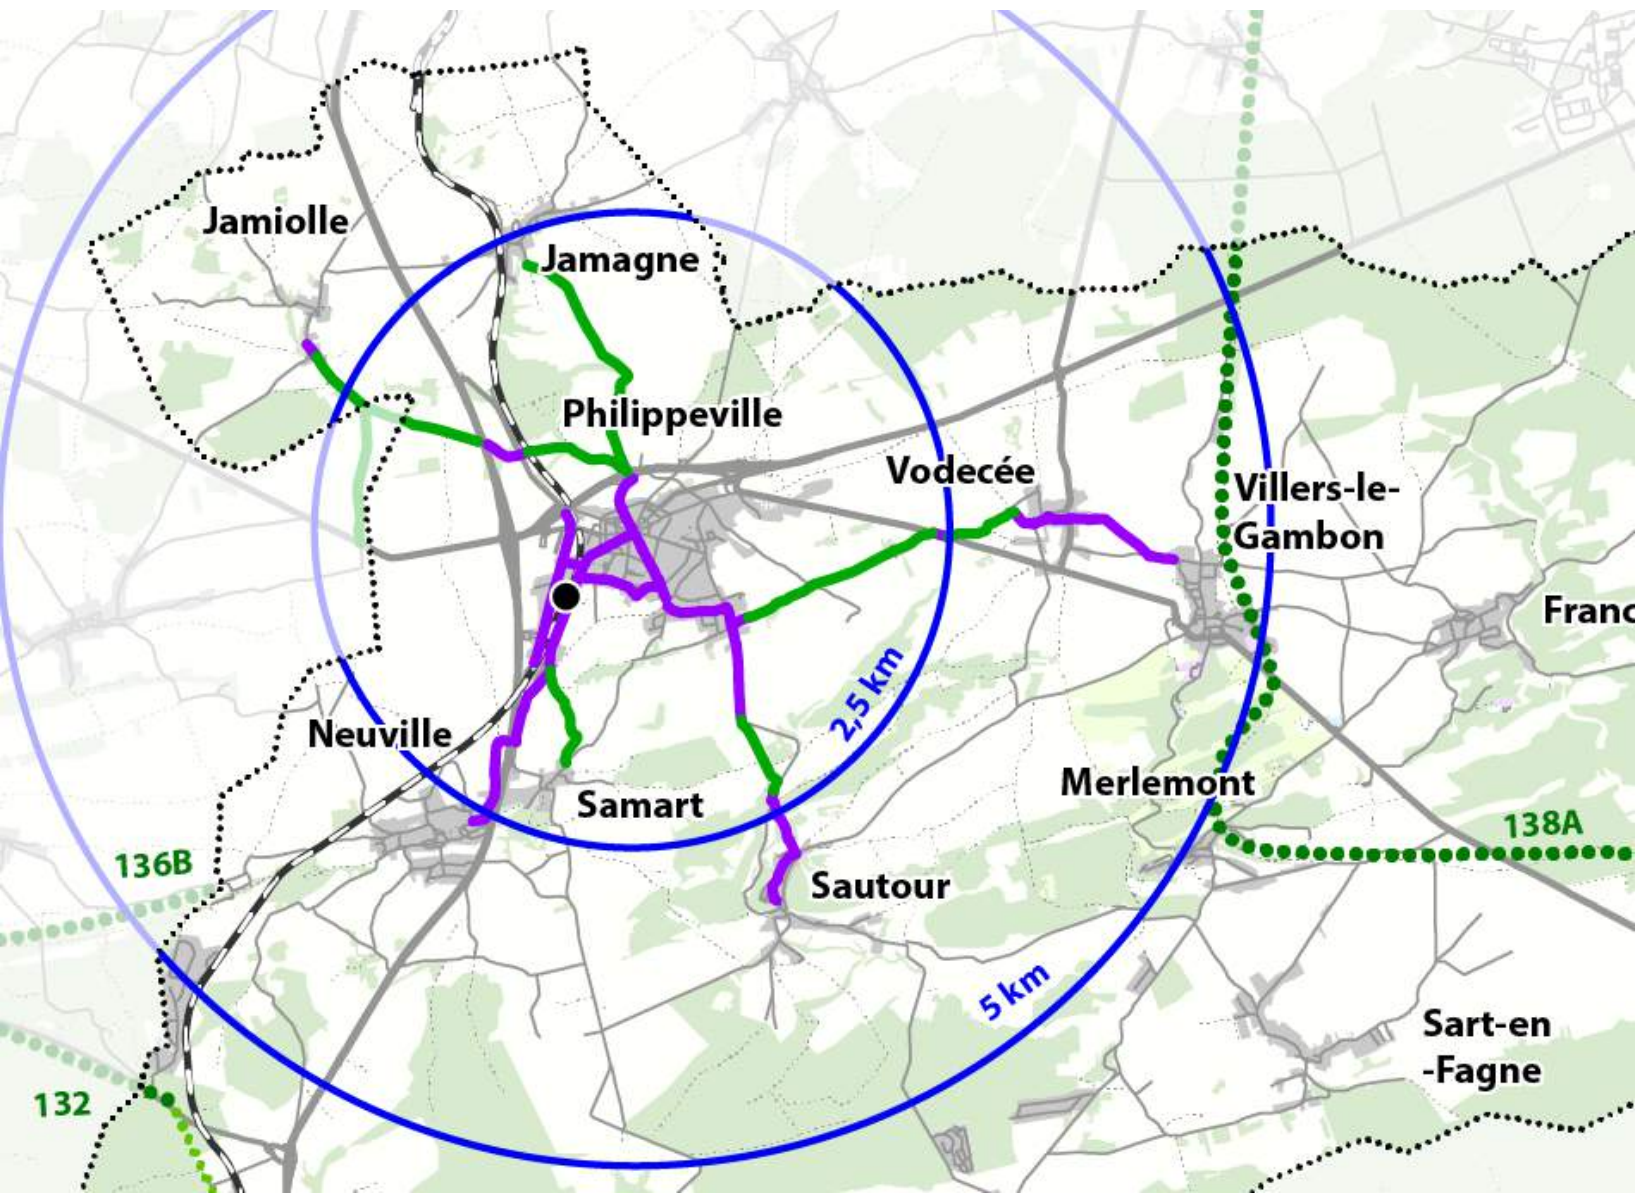 Jamiolle
Jamagne
Philippeville
Vodecée
Villers-le-
Gambon
Franc
2,5 km
Neuville
Merlemont
Samart
138A
136B
Sautour
5 km
Sart-en
-Fagne
132